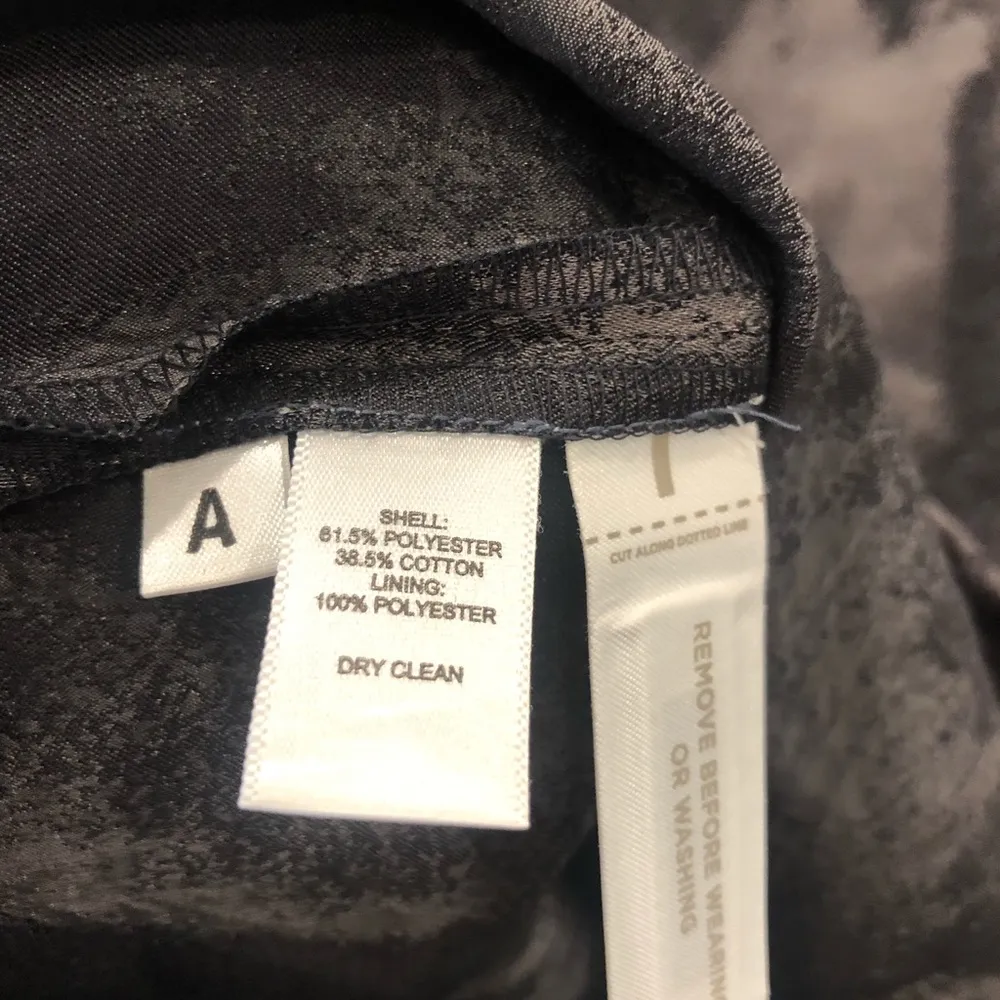 A
SHELL:
61.5% POLYESTER
38.5% COTTON
LINING:
100% POLYESTER
DRY CLEAN
CUT ALONG DOTTED LINE
REMOVE BEFORE WEARING
OR WASHING